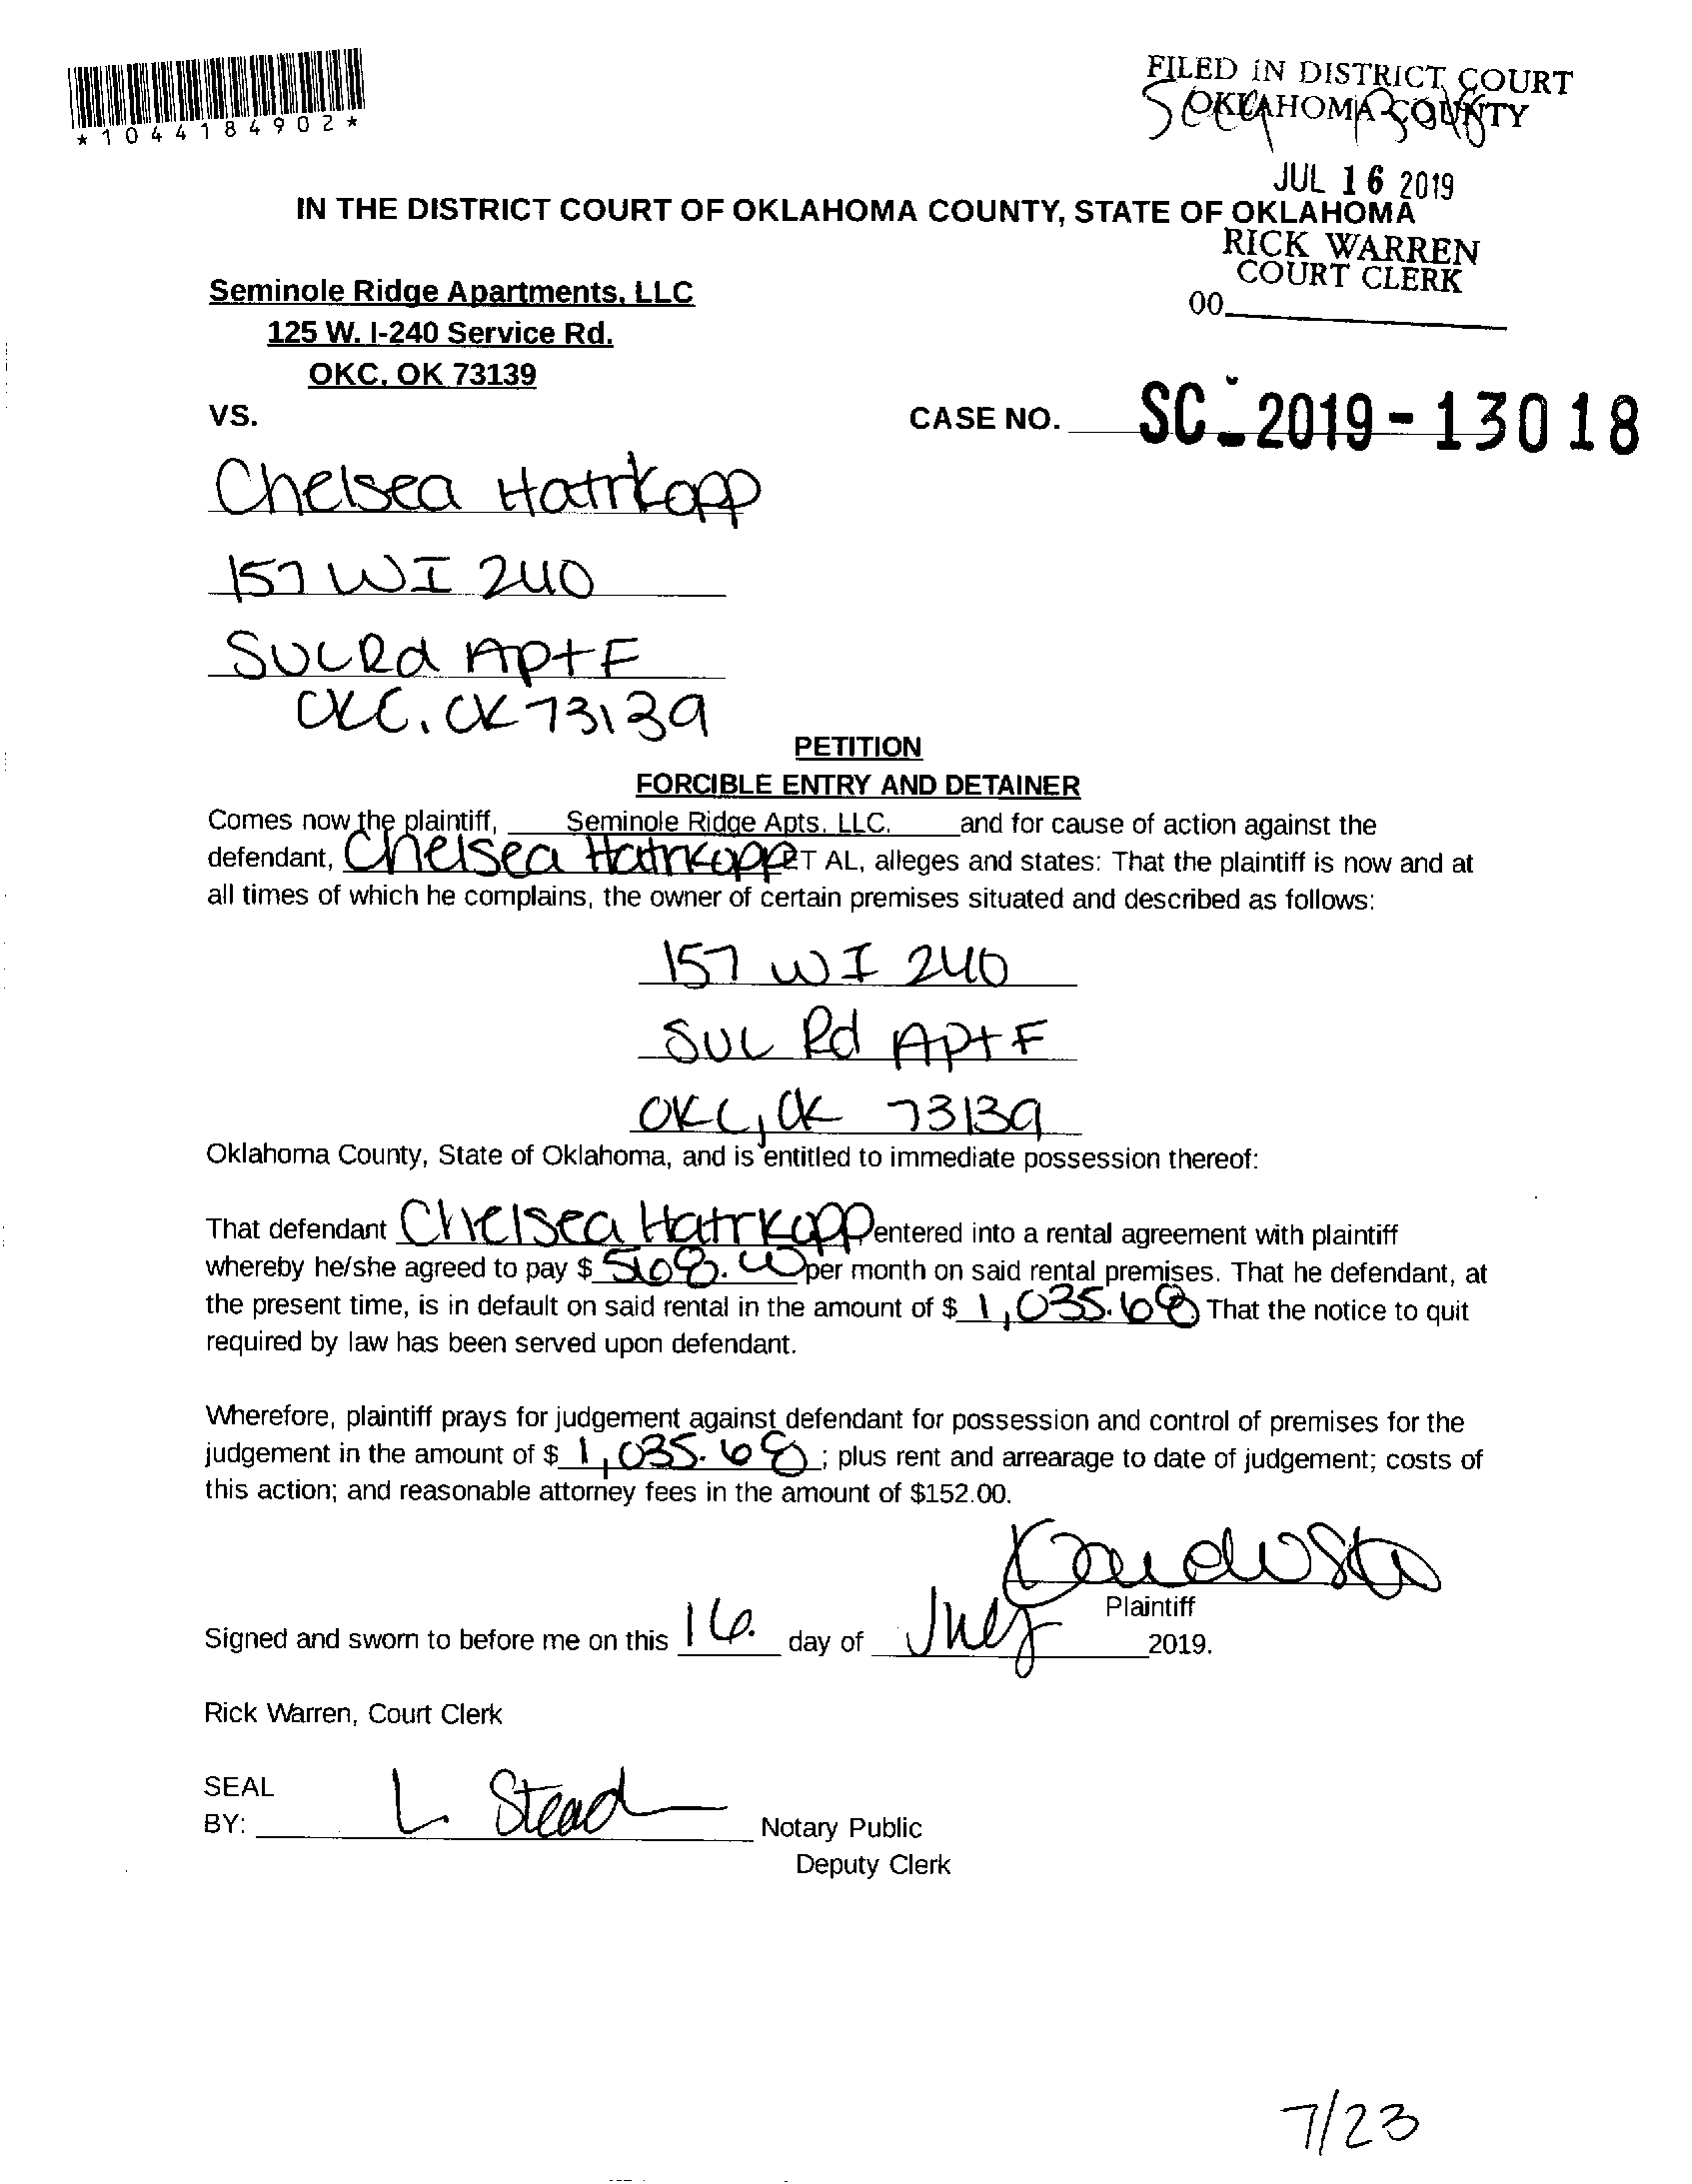 *1044184902*
FILED IN DISTRICT COURT
OKLAHOMA COUNTY
JUL 16 2019
IN THE DISTRICT COURT OF OKLAHOMA COUNTY, STATE OF OKLAHOMA
RICK WARREN
COURT CLERK
00
Seminole Ridge Apartments, LLC
125 W. I-240 Service Rd.
OKC, OK 73139
VS.
CASE NO. SC-2019-13018
Chelsea Hatrkopp
157 W I 240
SVC Rd Apt F
OKC, OK 73139
PETITION
FORCIBLE ENTRY AND DETAINER
Comes now the plaintiff, Seminole Ridge Apts, LLC. and for cause of action against the
defendant, Chelsea Hatrkopp ET AL, alleges and states: That the plaintiff is now and at
all times of which he complains, the owner of certain premises situated and described as follows:
157 W I 240
SVC Rd Apt F
OKC, OK 73139
Oklahoma County, State of Oklahoma, and is entitled to immediate possession thereof:
That defendant Chelsea Hatrkopp entered into a rental agreement with plaintiff
whereby he/she agreed to pay $ per month on said rental premises. That he defendant, at
the present time, is in default on said rental in the amount of $ 1,035.68 That the notice to quit
required by law has been served upon defendant.
Wherefore, plaintiff prays for judgement against defendant for possession and control of premises for the
judgement in the amount of $ 1,035.68; plus rent and arrearage to date of judgement; costs of
this action; and reasonable attorney fees in the amount of $152.00.
Plaintiff
Signed and sworn to before me on this 16. day of July 2019.
Rick Warren, Court Clerk
SEAL
BY: L Stead Notary Public
Deputy Clerk
7/23